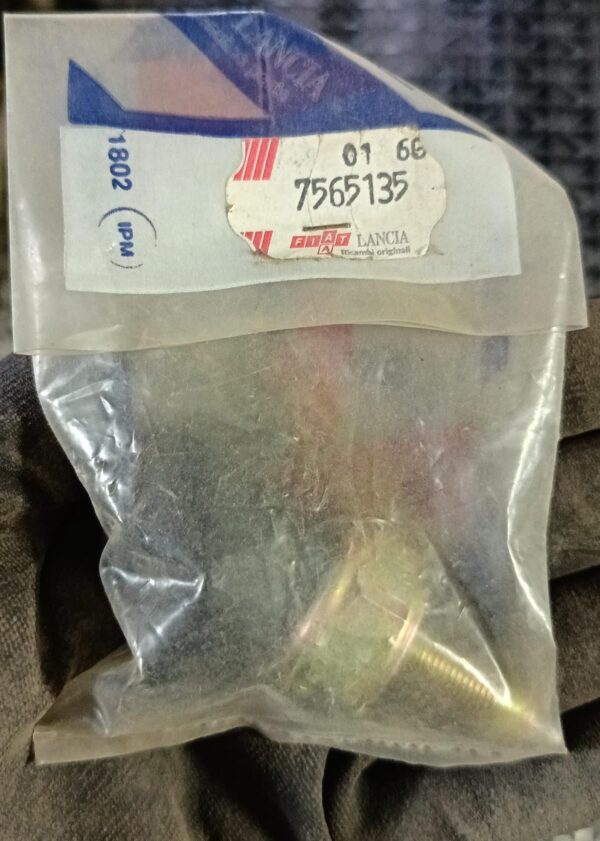 LANCIA
1802 (IPM)
01 66
7565135
FIAT LANCIA
A
Ricambi originali